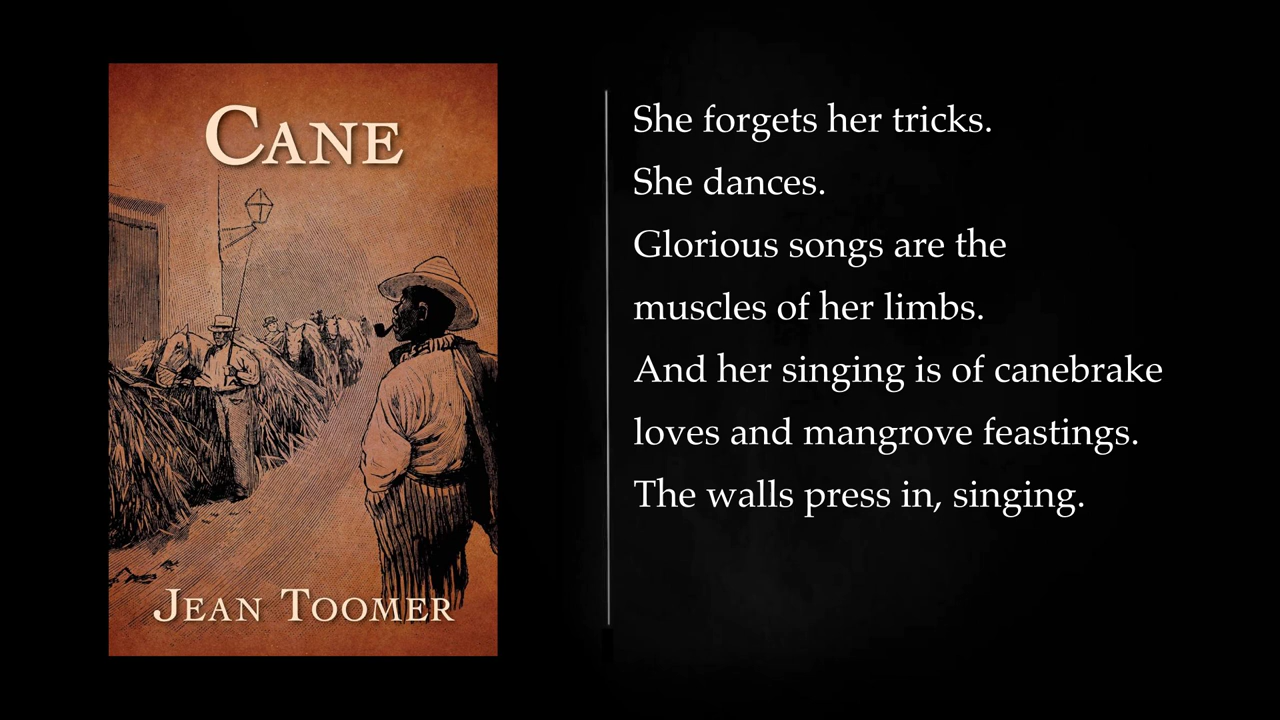 CANE
JEAN TOOMER
She forgets her tricks.
She dances.
Glorious songs are the
muscles of her limbs.
And her singing is of canebrake
loves and mangrove feastings.
The walls press in, singing.